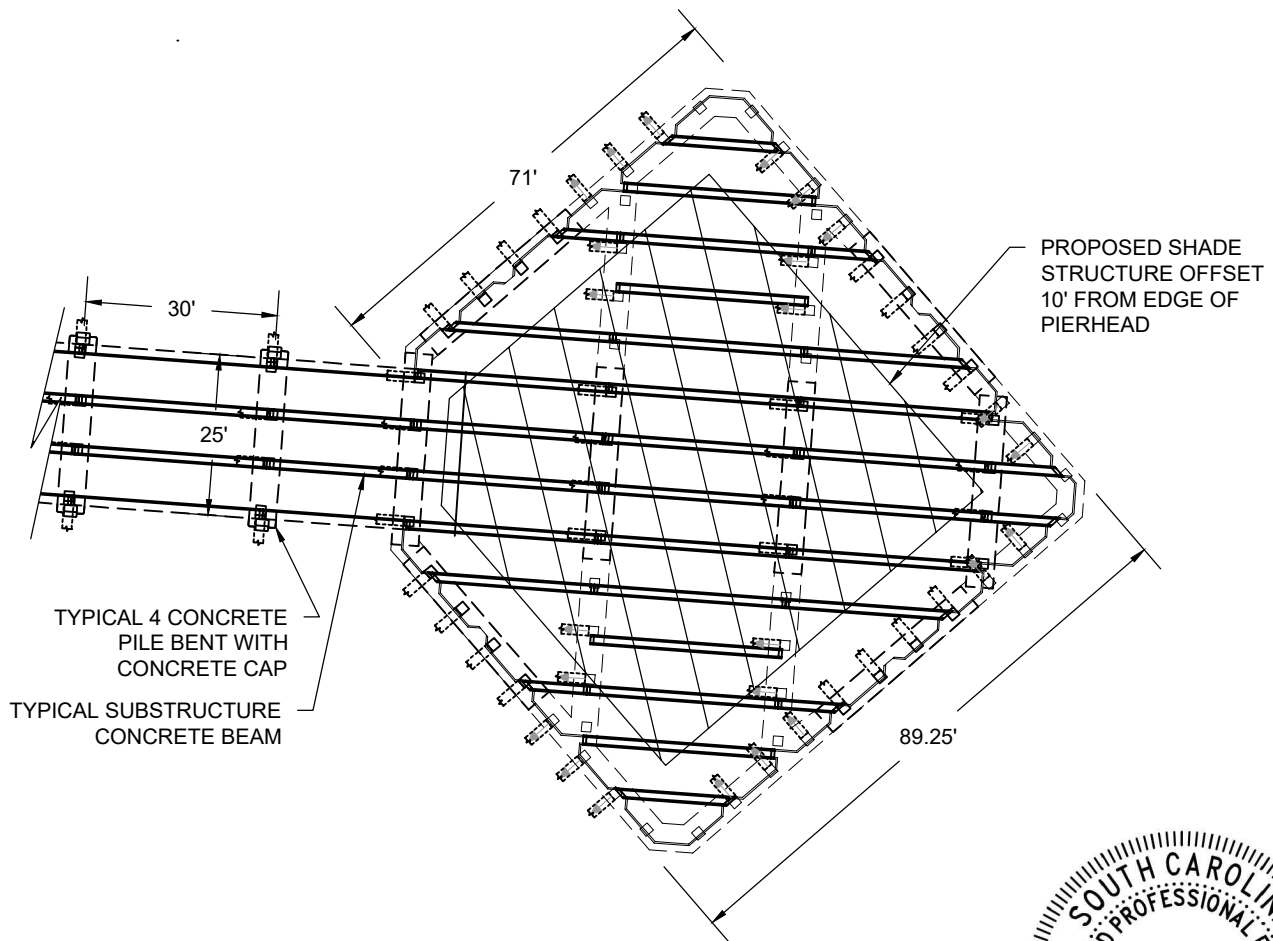 71'
PROPOSED SHADE
STRUCTURE OFFSET
10' FROM EDGE OF
PIERHEAD
30'
25'
TYPICAL 4 CONCRETE
PILE BENT WITH
CONCRETE CAP
TYPICAL SUBSTRUCTURE
CONCRETE BEAM
89.25'
SOUTH CAROLIN
PROFESSIONAL